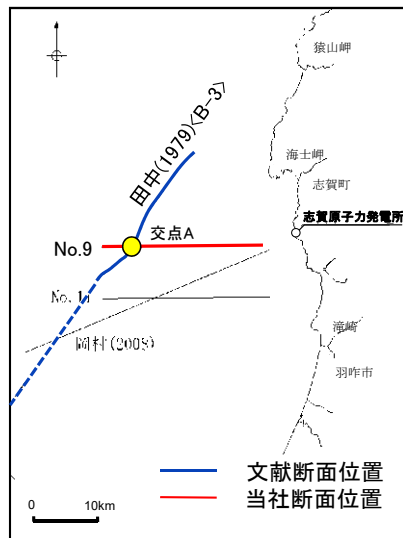 猿山岬
田中(1979)<B-3>
海士岬
志賀町
志賀原子力発電所
交点A
No.9
No.1
岡村(2008)
滝崎
羽咋市
文献断面位置
当社断面位置
0 10km